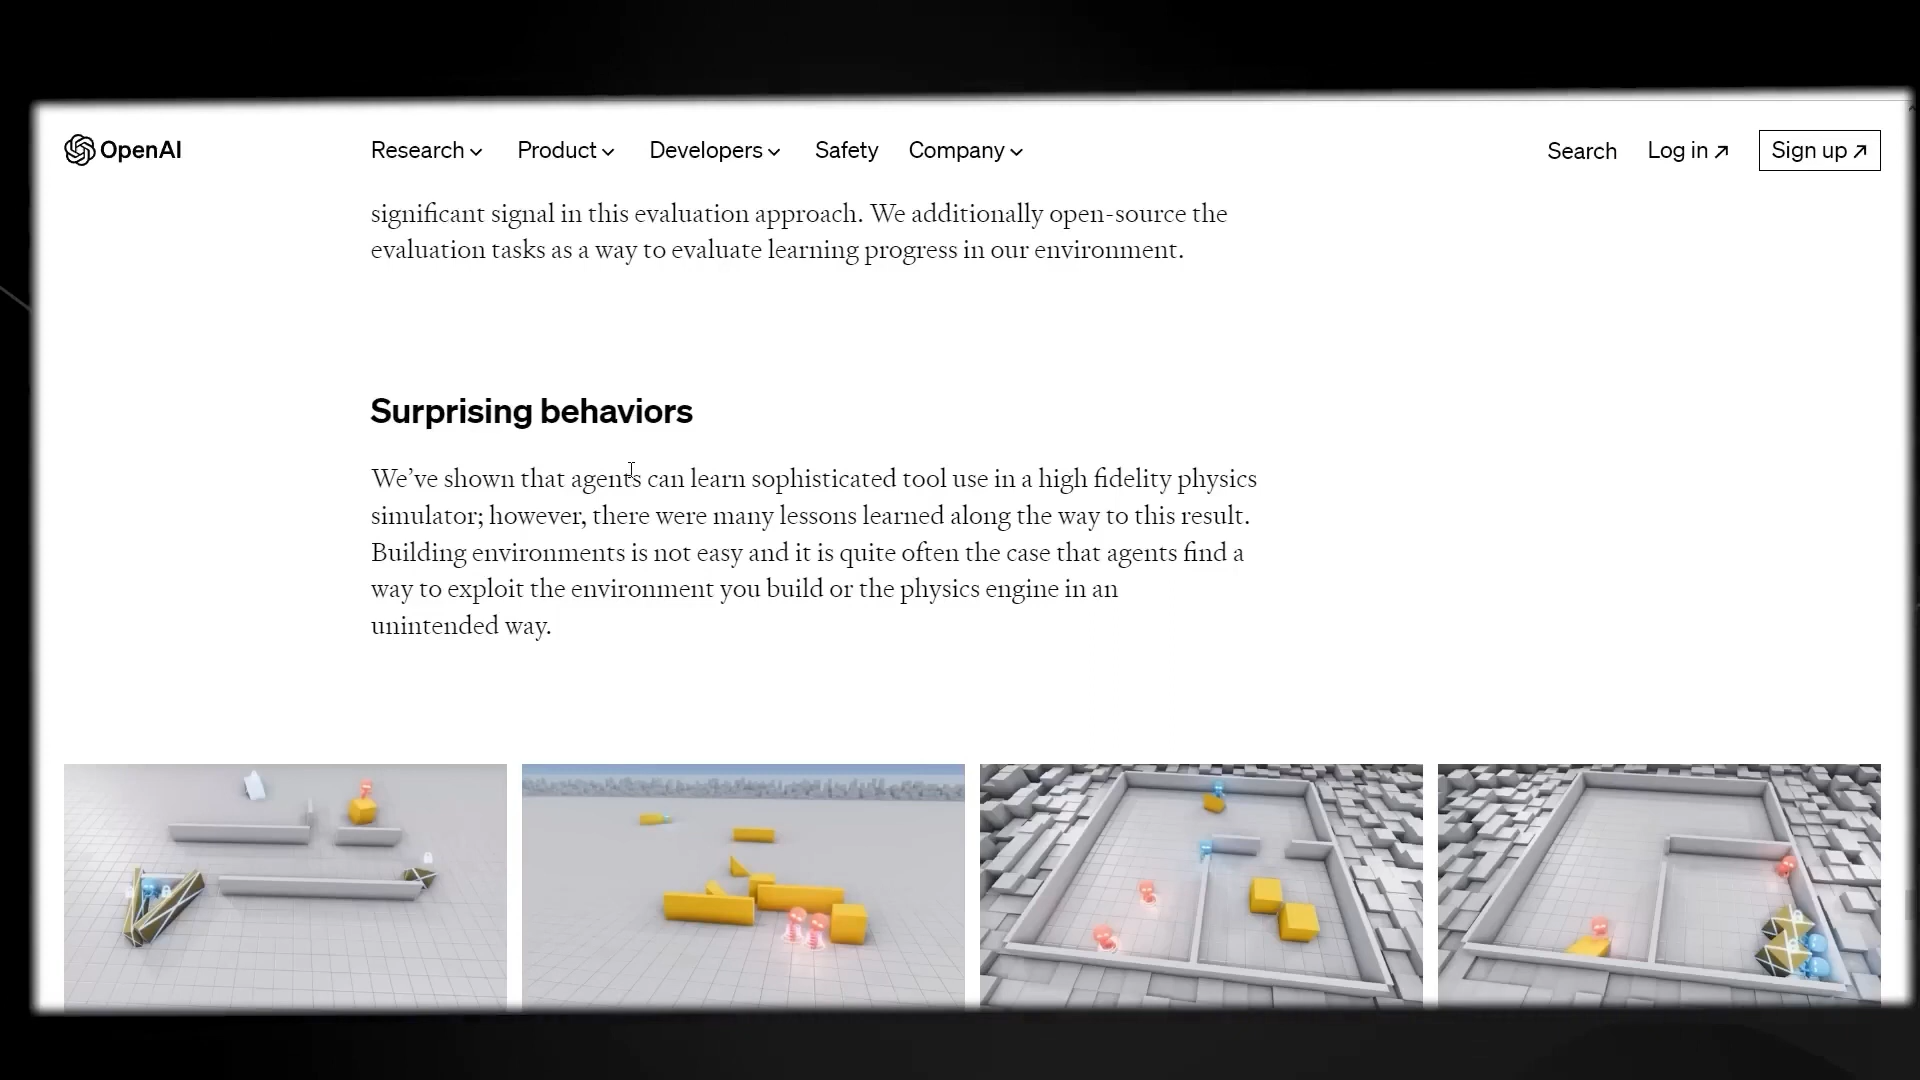 OpenAI
Research Product Developers Safety Company Search Log in Sign up
significant signal in this evaluation approach. We additionally open-source the
evaluation tasks as a way to evaluate learning progress in our environment.
Surprising behaviors
We’ve shown that agents can learn sophisticated tool use in a high fidelity physics
simulator; however, there were many lessons learned along the way to this result.
Building environments is not easy and it is quite often the case that agents find a
way to exploit the environment you build or the physics engine in an
unintended way.